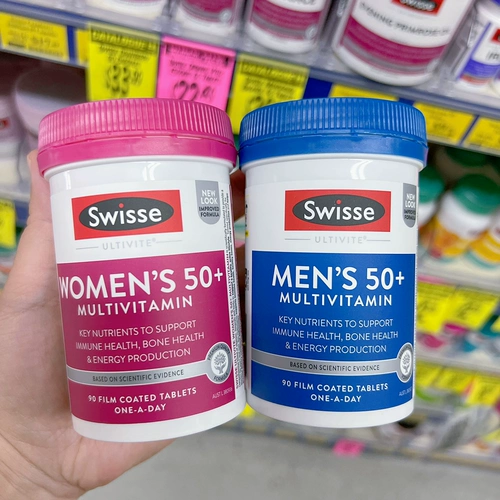 Swisse
ULTIVITE®
NEW
LOOK
IMPROVED
FORMULA
WOMEN'S 50+
MULTIVITAMIN
KEY NUTRIENTS TO SUPPORT
IMMUNE HEALTH, BONE HEALTH
& ENERGY PRODUCTION
BASED ON SCIENTIFIC EVIDENCE
90 FILM COATED TABLETS
ONE-A-DAY
Swisse
ULTIVITE®
NEW
LOOK
IMPROVED
FORMULA
MEN'S 50+
MULTIVITAMIN
KEY NUTRIENTS TO SUPPORT
IMMUNE HEALTH, BONE HEALTH
& ENERGY PRODUCTION
BASED ON SCIENTIFIC EVIDENCE
90 FILM COATED TABLETS
ONE-A-DAY